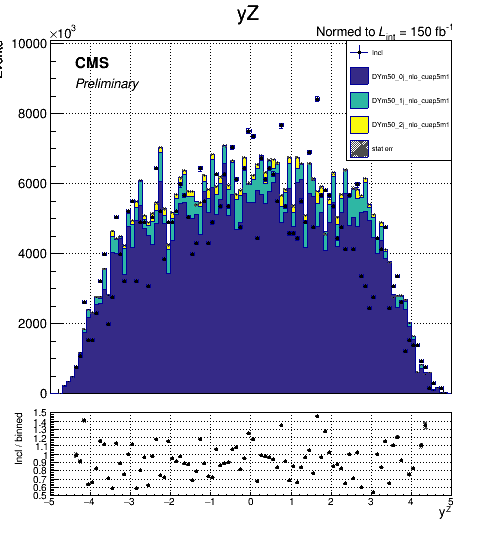 yZ
Normed to L_int = 150 fb⁻¹
×10³
Events
CMS
Preliminary
Incl
DYm50_0j_nlo_cuep5m1
DYm50_1j_nlo_cuep5m1
DYm50_2j_nlo_cuep5m1
stat err
10000
8000
6000
4000
2000
0
Incl / binned
1.5
1.4
1.3
1.2
1.1
1
0.9
0.8
0.7
0.6
0.5
−5 −4 −3 −2 −1 0 1 2 3 4 5
y^Z